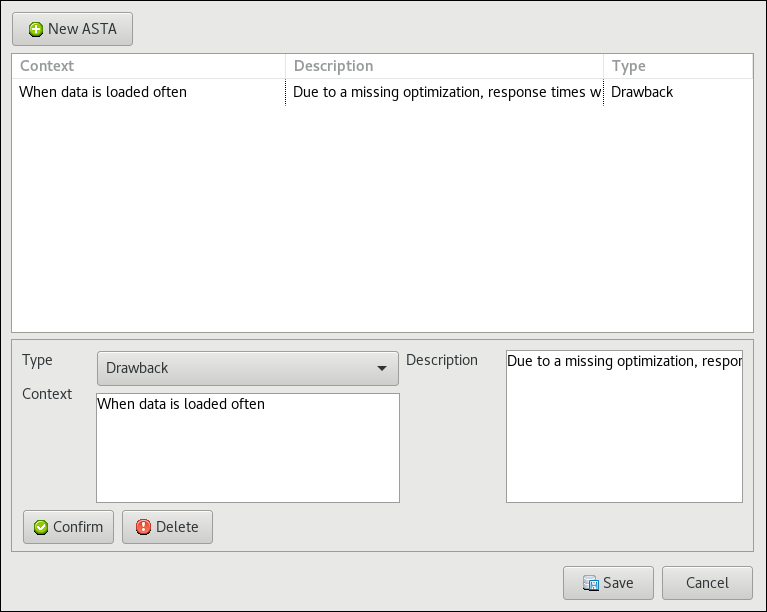 New ASTA
Context Description Type
When data is loaded often Due to a missing optimization, response times w Drawback
Type Drawback Description Due to a missing optimization, respor
Context When data is loaded often
Confirm Delete
Save Cancel